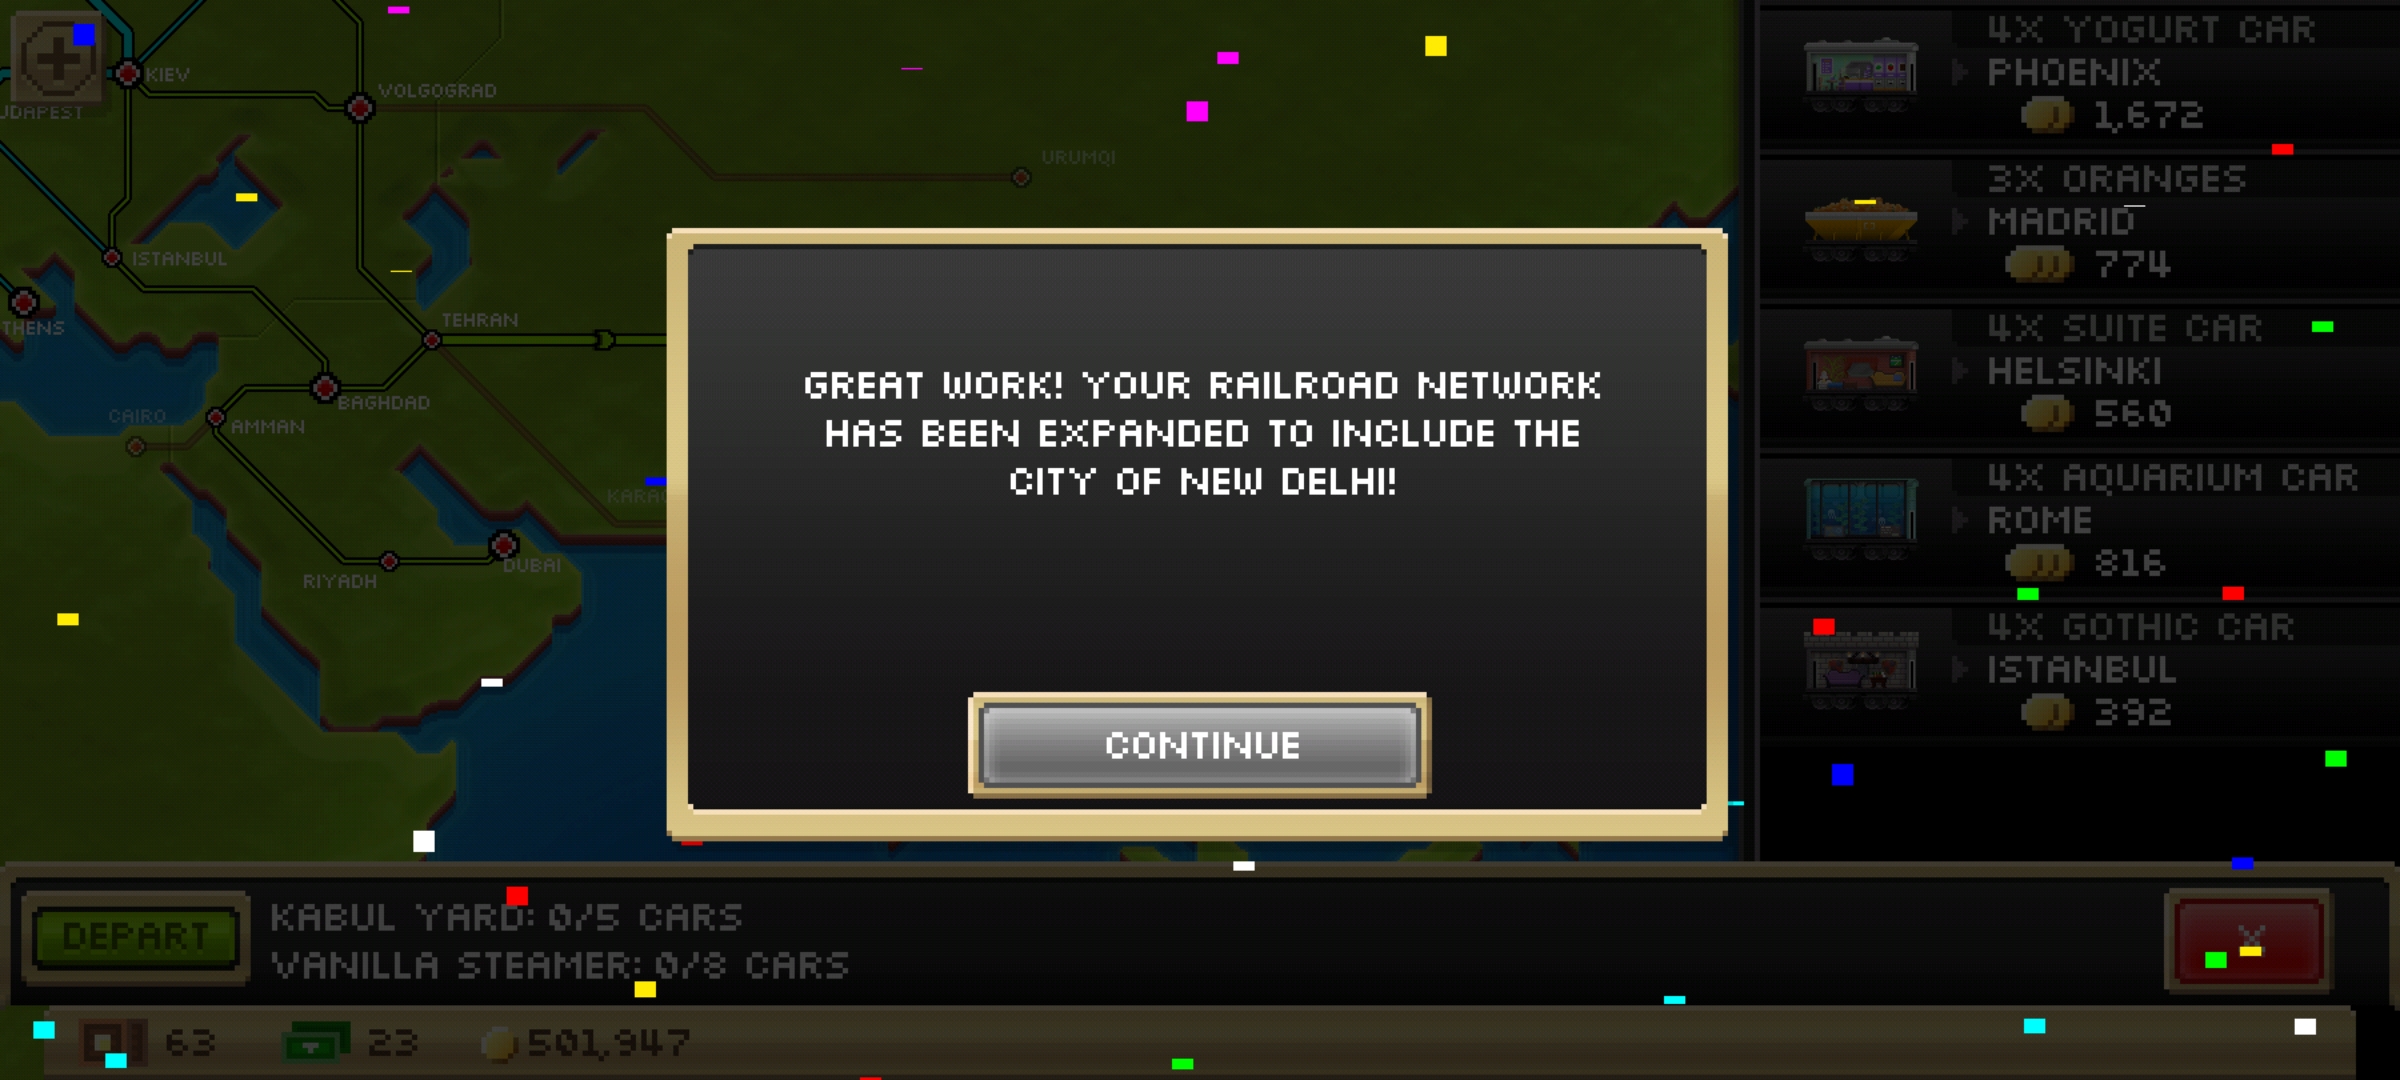 KIEV
VOLGOGRAD
UDAPEST
URUMQI
ISTANBUL
THENS
TEHRAN
BAGHDAD
CAIRO
AMMAN
KARAC
RIYADH
DUBAI
GREAT WORK! YOUR RAILROAD NETWORK
HAS BEEN EXPANDED TO INCLUDE THE
CITY OF NEW DELHI!
CONTINUE
4X YOGURT CAR
PHOENIX
1,672
3X ORANGES
MADRID
774
4X SUITE CAR
HELSINKI
560
4X AQUARIUM CAR
ROME
816
4X GOTHIC CAR
ISTANBUL
392
DEPART
KABUL YARD: 0/5 CARS
VANILLA STEAMER: 0/8 CARS
X
63
23
501,947